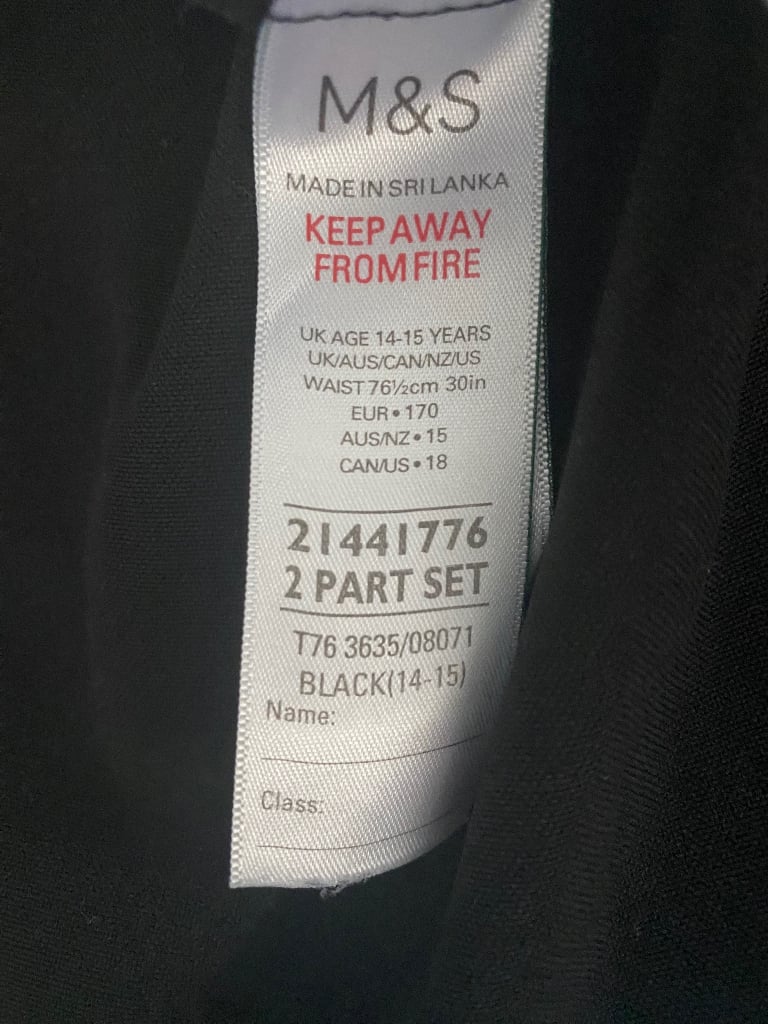 M&S
MADE IN SRI LANKA
KEEP AWAY
FROM FIRE
UK AGE 14-15 YEARS
UK/AUS/CAN/NZ/US
WAIST 76½cm 30in
EUR•170
AUS/NZ•15
CAN/US•18
21441776
2 PART SET
T76 3635/08071
BLACK(14-15)
Name:
Class: